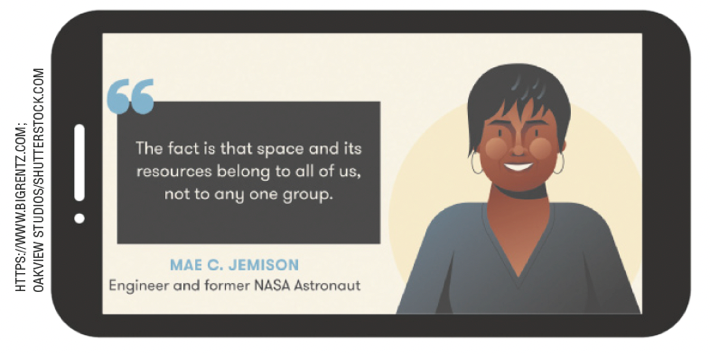 HTTPS://WWW.BIGRENTZ.COM;
OAKVIEW STUDIOS/SHUTTERSTOCK.COM
“
The fact is that space and its
resources belong to all of us,
not to any one group.
MAE C. JEMISON
Engineer and former NASA Astronaut